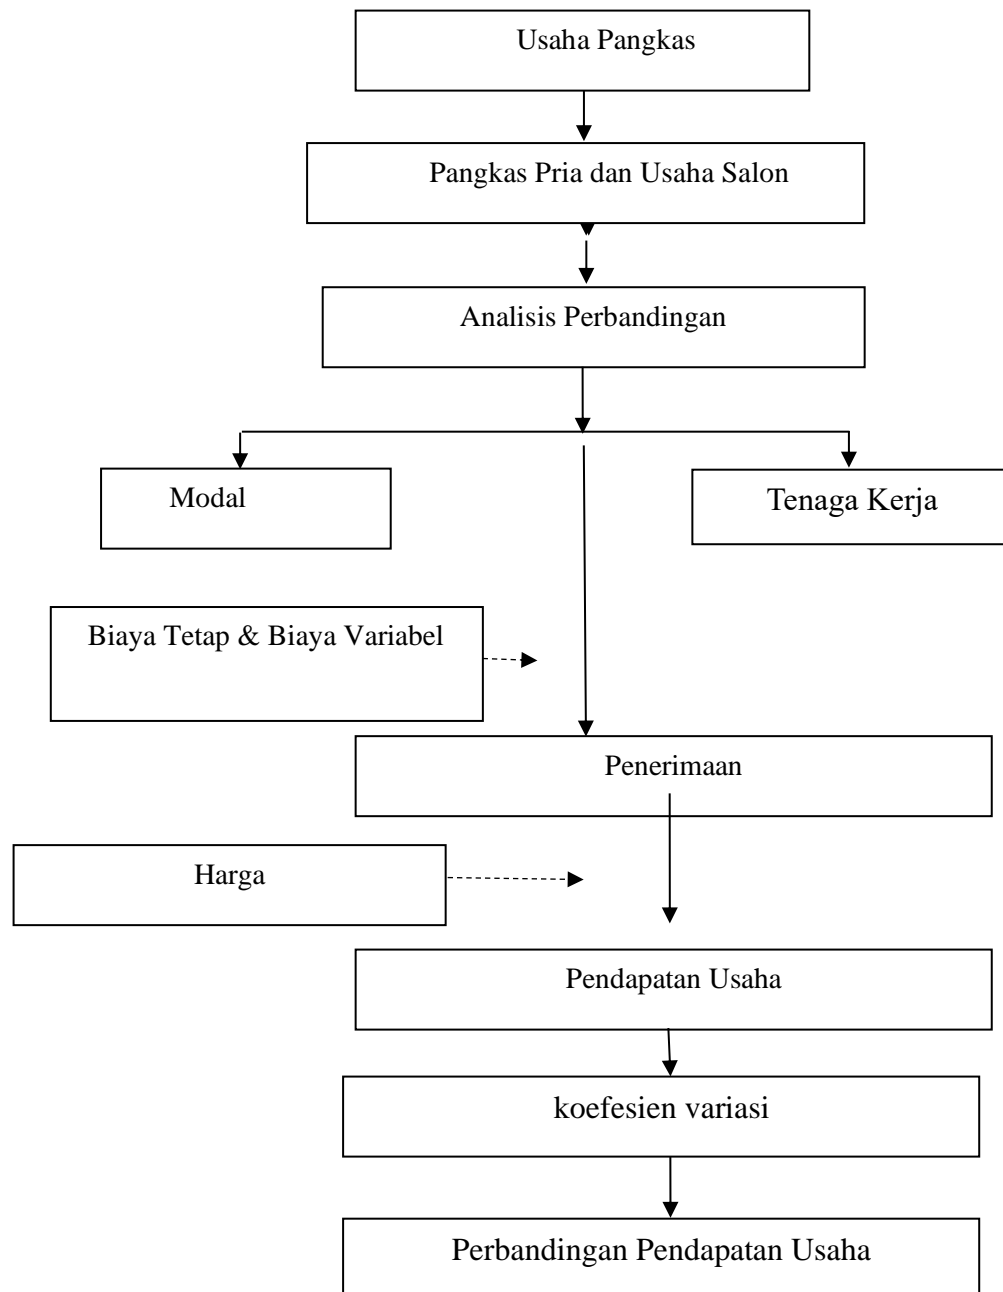 Usaha Pangkas
Pangkas Pria dan Usaha Salon
Analisis Perbandingan
Modal
Tenaga Kerja
Biaya Tetap & Biaya Variabel
Penerimaan
Harga
Pendapatan Usaha
koefesien variasi
Perbandingan Pendapatan Usaha